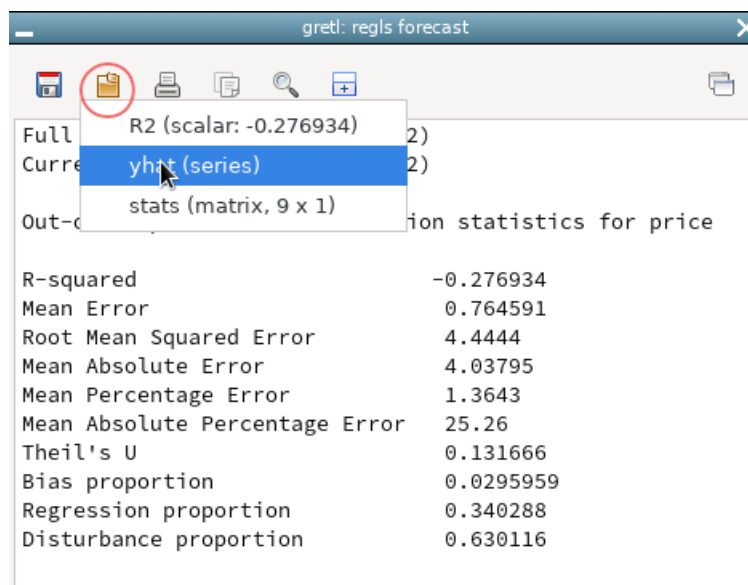 gretl: regls forecast
R2 (scalar: -0.276934)
yhat (series)
stats (matrix, 9 x 1)
Full 2)
Curre 2)
Out-o ion statistics for price
R-squared -0.276934
Mean Error 0.764591
Root Mean Squared Error 4.4444
Mean Absolute Error 4.03795
Mean Percentage Error 1.3643
Mean Absolute Percentage Error 25.26
Theil's U 0.131666
Bias proportion 0.0295959
Regression proportion 0.340288
Disturbance proportion 0.630116